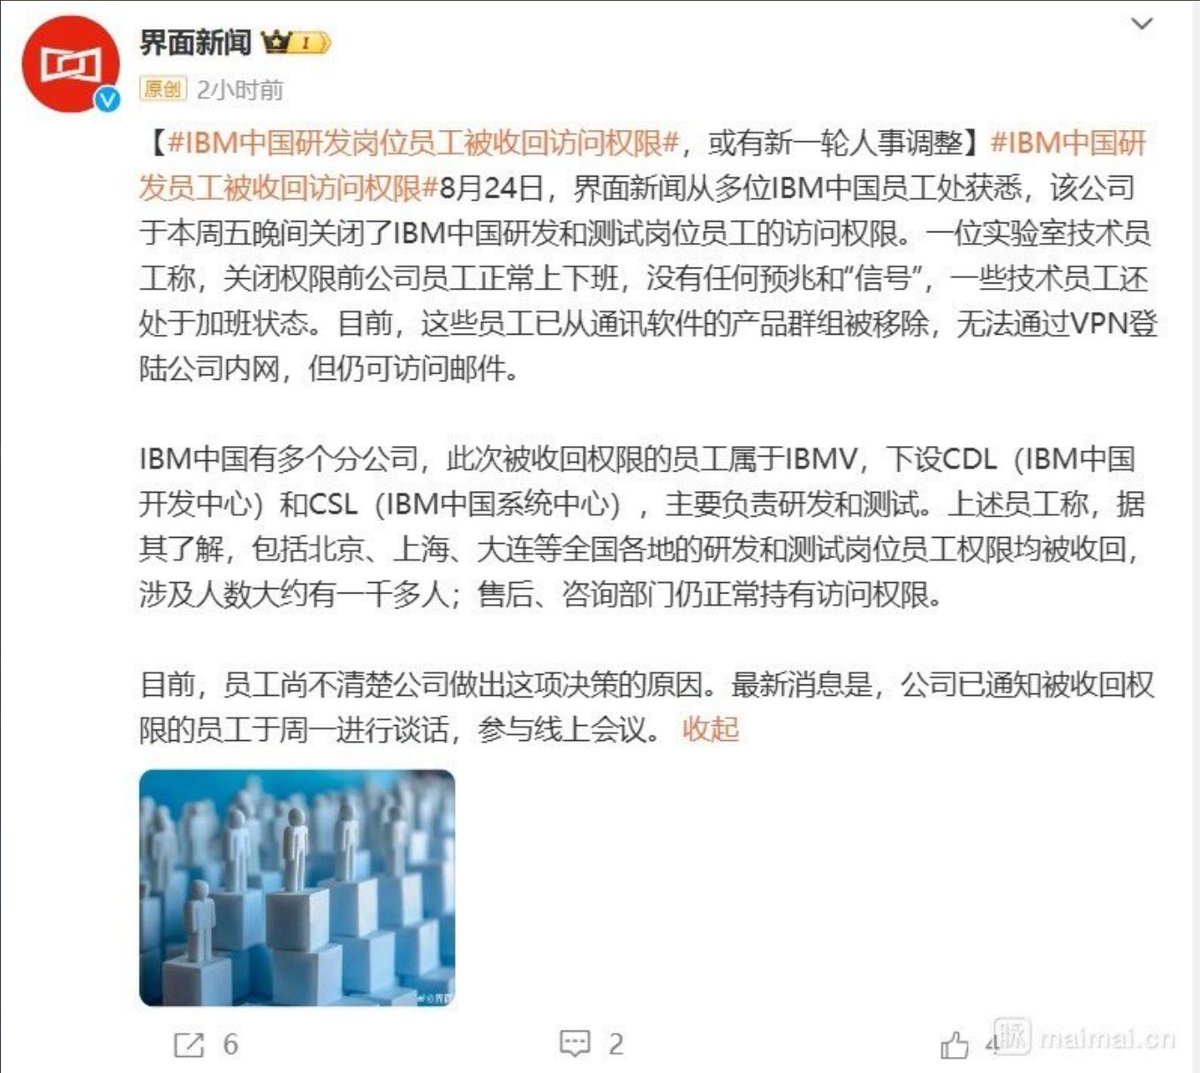 界面新闻
I
原创 2小时前
【#IBM中国研发岗位员工被收回访问权限#，或有新一轮人事调整】#IBM中国研
发员工被收回访问权限#8月24日，界面新闻从多位IBM中国员工处获悉，该公司
于本周五晚间关闭了IBM中国研发和测试岗位员工的访问权限。一位实验室技术员
工称，关闭权限前公司员工正常上下班，没有任何预兆和“信号”，一些技术员工还
处于加班状态。目前，这些员工已从通讯软件的产品群组被移除，无法通过VPN登
陆公司内网，但仍可访问邮件。
IBM中国有多个分公司，此次被收回权限的员工属于IBMV，下设CDL（IBM中国
开发中心）和CSL（IBM中国系统中心），主要负责研发和测试。上述员工称，据
其了解，包括北京、上海、大连等全国各地的研发和测试岗位员工权限均被收回，
涉及人数大约有一千多人；售后、咨询部门仍正常持有访问权限。
目前，员工尚不清楚公司做出这项决策的原因。最新消息是，公司已通知被收回权
限的员工于周一进行谈话，参与线上会议。 收起
6
2
脉 maimai.cn